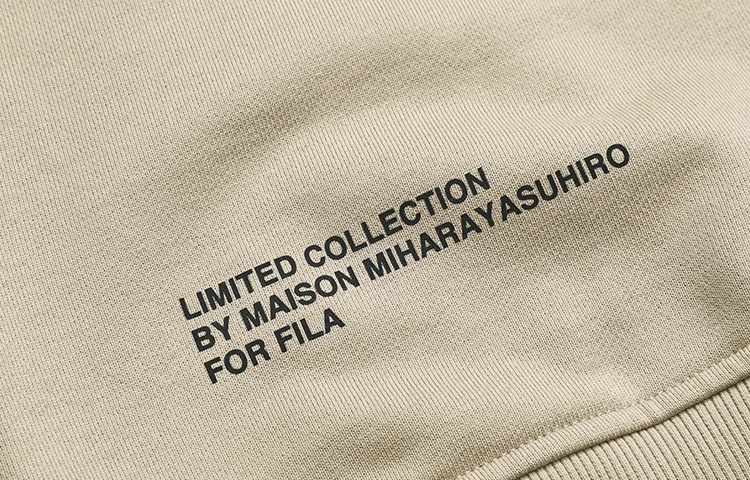 LIMITED COLLECTION
BY MAISON MIHARAYASUHIRO
FOR FILA